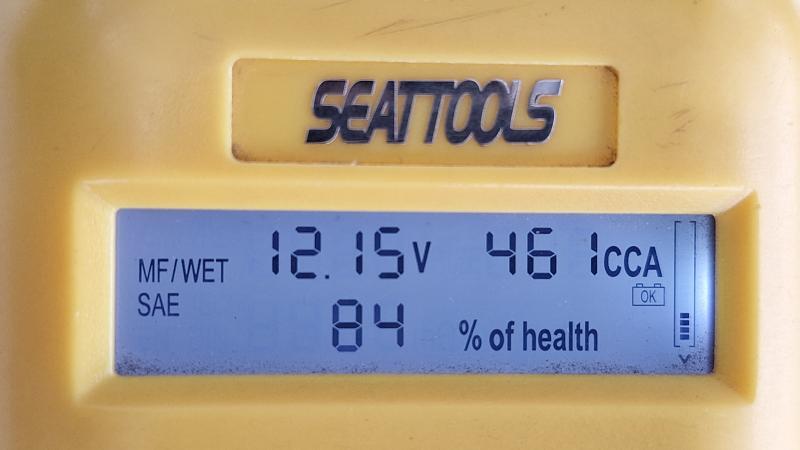 SEATTOOLS
MF/WET 12.15V 461CCA
SAE OK
84 % of health
V